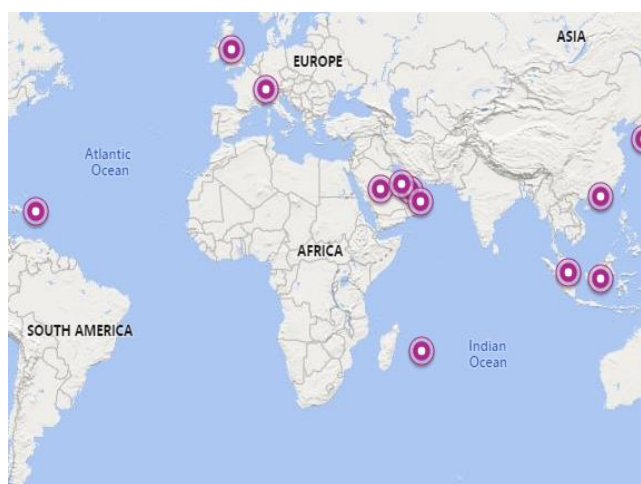 ASIA
EUROPE
Atlantic
Ocean
AFRICA
SOUTH AMERICA
Indian
Ocean